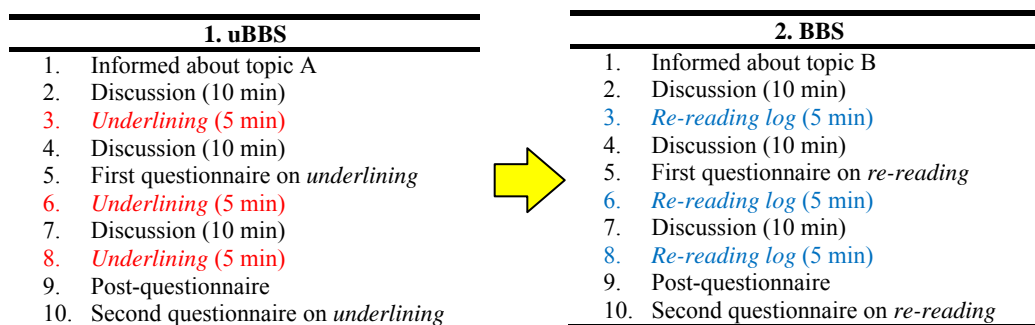 1. uBBS
1. Informed about topic A
2. Discussion (10 min)
3. Underlining (5 min)
4. Discussion (10 min)
5. First questionnaire on underlining
6. Underlining (5 min)
7. Discussion (10 min)
8. Underlining (5 min)
9. Post-questionnaire
10. Second questionnaire on underlining
2. BBS
1. Informed about topic B
2. Discussion (10 min)
3. Re-reading log (5 min)
4. Discussion (10 min)
5. First questionnaire on re-reading
6. Re-reading log (5 min)
7. Discussion (10 min)
8. Re-reading log (5 min)
9. Post-questionnaire
10. Second questionnaire on re-reading